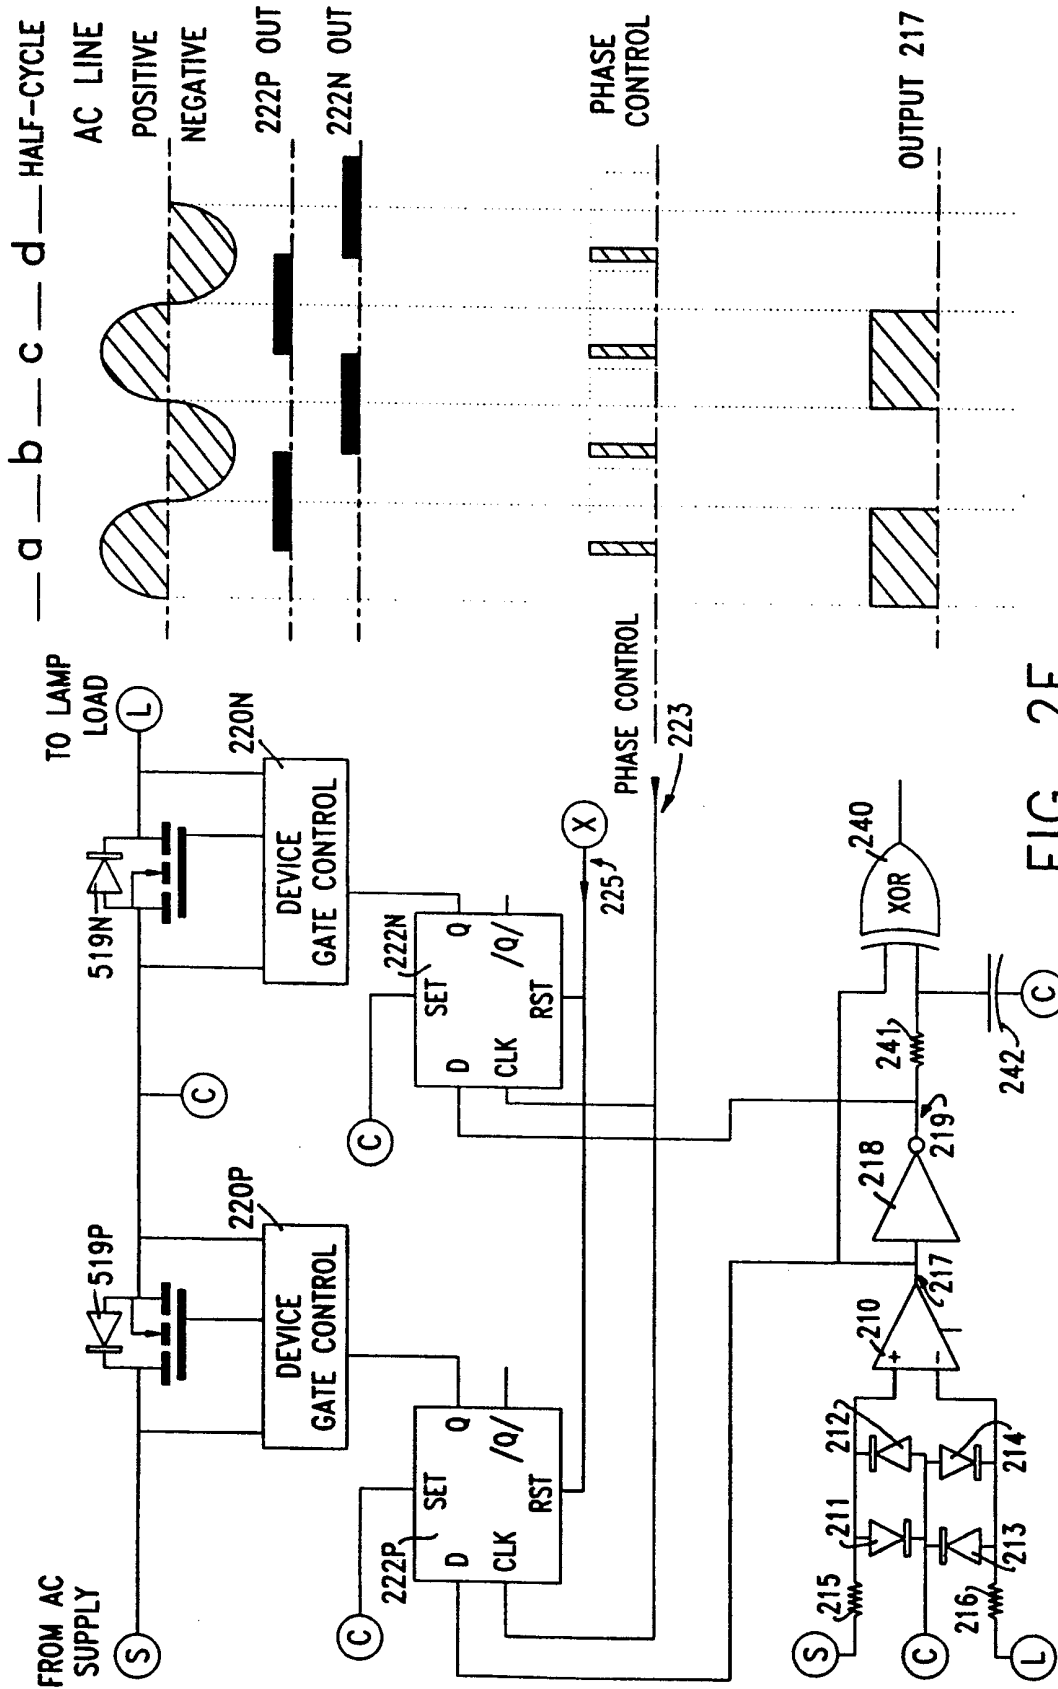 FROM AC
SUPPLY
S
519P
C
519N
TO LAMP
LOAD
L
220P
DEVICE
GATE CONTROL
220N
DEVICE
GATE CONTROL
C
222P
SET
D
Q
CLK
/Q/
RST
C
222N
SET
D
Q
CLK
/Q/
RST
X
225
PHASE CONTROL
223
S
215
211
212
C
213
214
216
L
210
+
−
217
218
219
241
242
C
240
XOR
a b c d HALF-CYCLE
AC LINE
POSITIVE
NEGATIVE
222P OUT
222N OUT
PHASE
CONTROL
OUTPUT 217